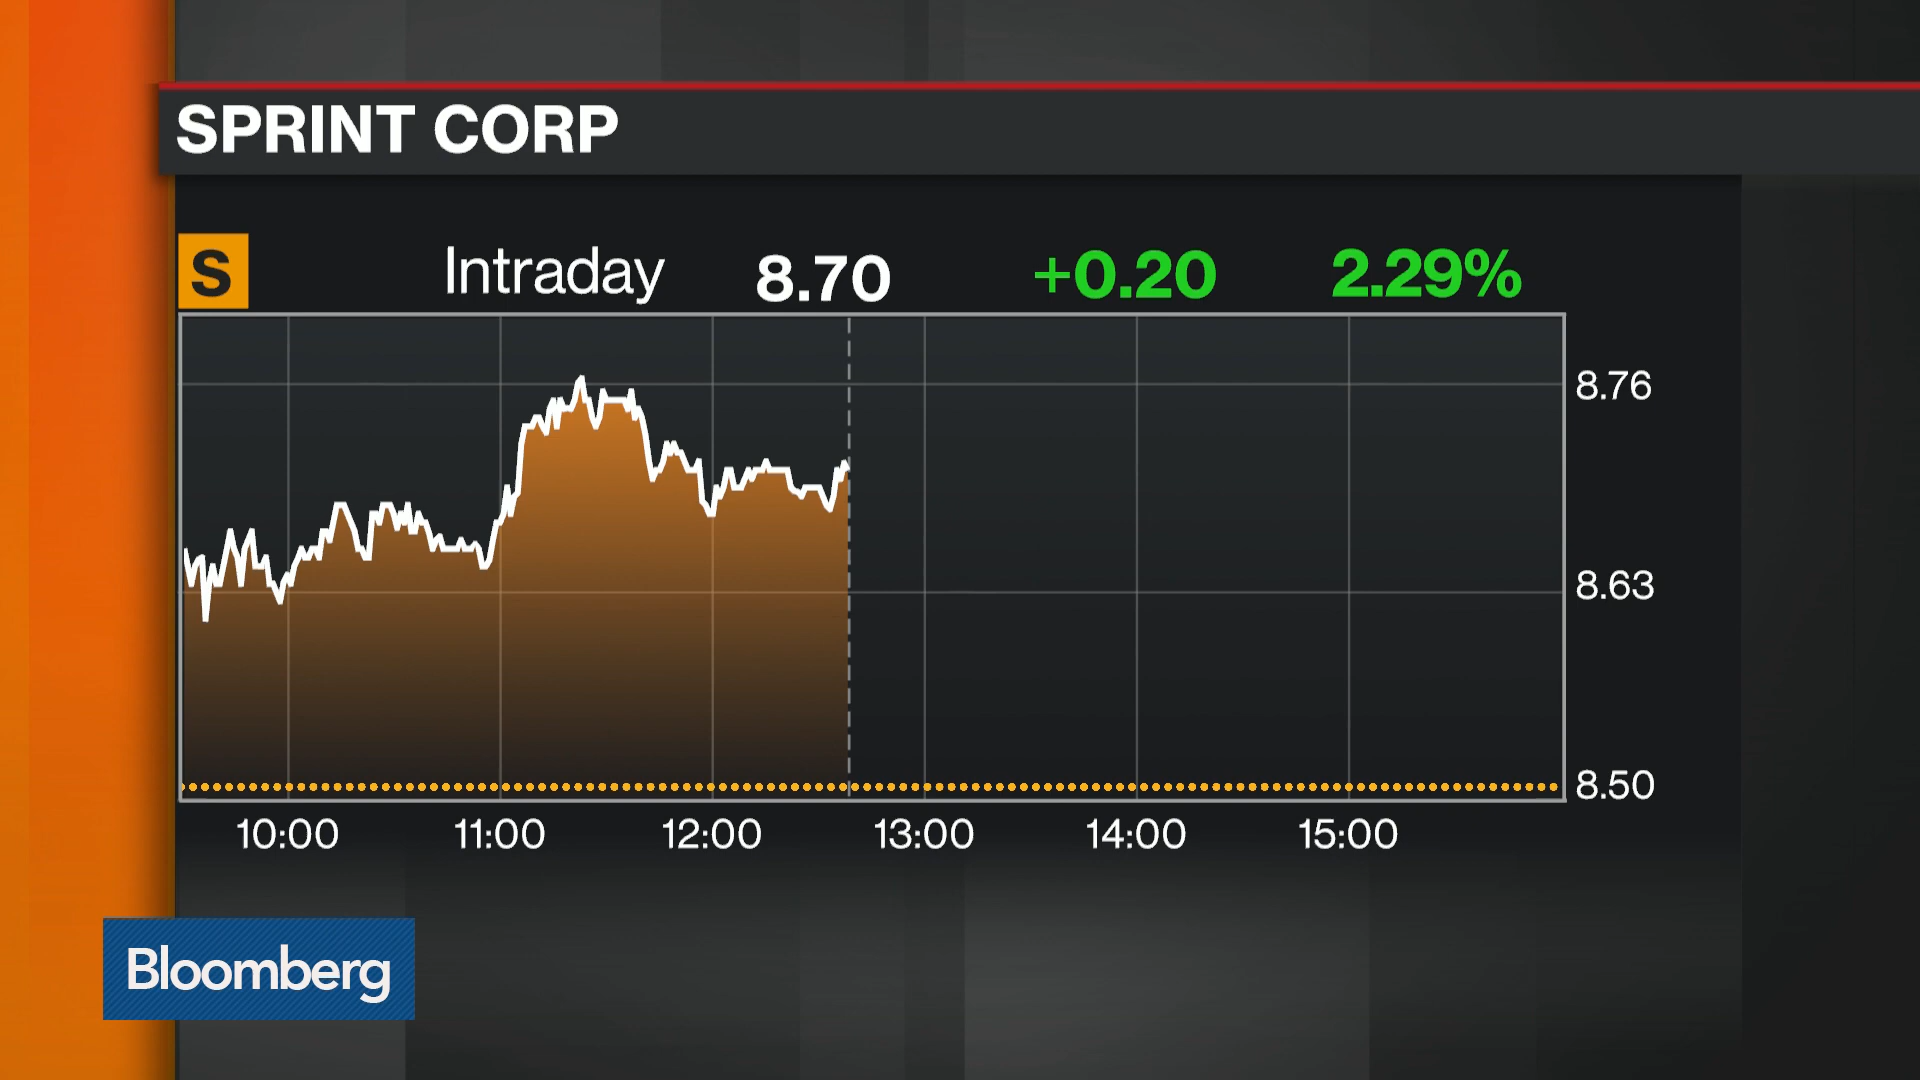 SPRINT CORP
S Intraday 8.70 +0.20 2.29%
8.76
8.63
8.50
10:00 11:00 12:00 13:00 14:00 15:00
Bloomberg